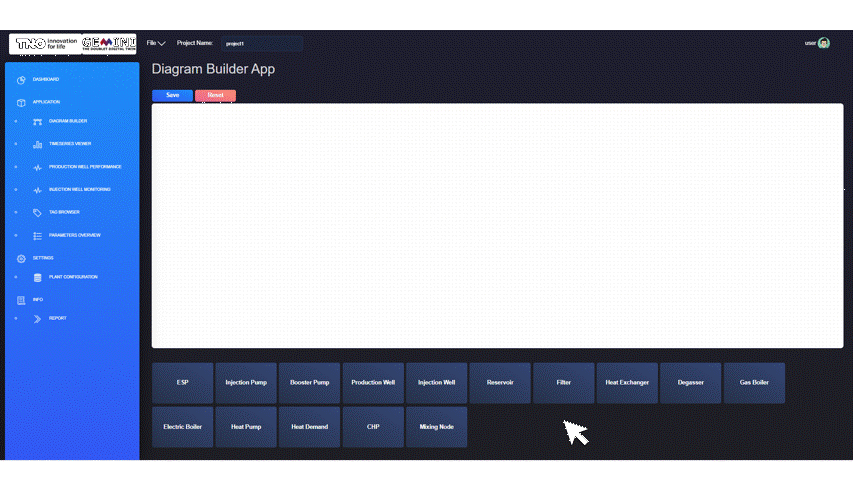 TNO innovation for life
GEMINI
THE DOUBLET DIGITAL TWIN
File
Project Name:
project1
user
Diagram Builder App
Save
Reset
DASHBOARD
APPLICATION
DIAGRAM BUILDER
TIMESERIES VIEWER
PRODUCTION WELL PERFORMANCE
INJECTION WELL MONITORING
TAG BROWSER
PARAMETERS OVERVIEW
SETTINGS
PLANT CONFIGURATION
INFO
REPORT
ESP
Injection Pump
Booster Pump
Production Well
Injection Well
Reservoir
Filter
Heat Exchanger
Degasser
Gas Boiler
Electric Boiler
Heat Pump
Heat Demand
CHP
Mixing Node